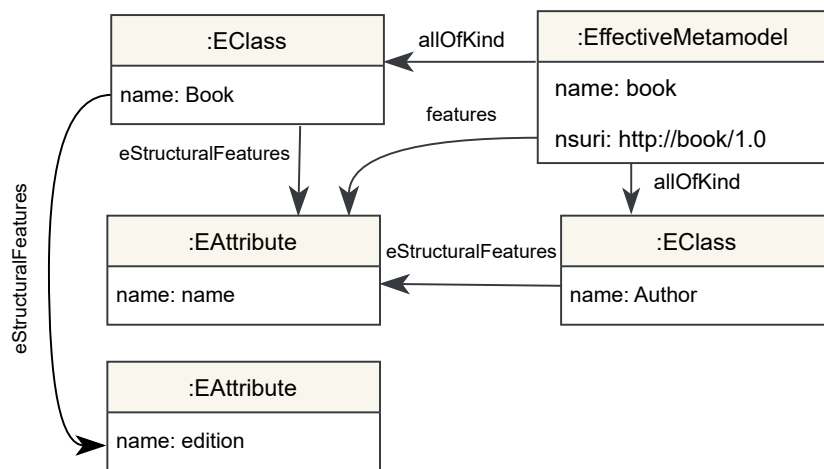 :EClass
name: Book
allOfKind
:EffectiveMetamodel
name: book
nsuri: http://book/1.0
features
eStructuralFeatures
allOfKind
:EAttribute
name: name
eStructuralFeatures
:EClass
name: Author
eStructuralFeatures
:EAttribute
name: edition